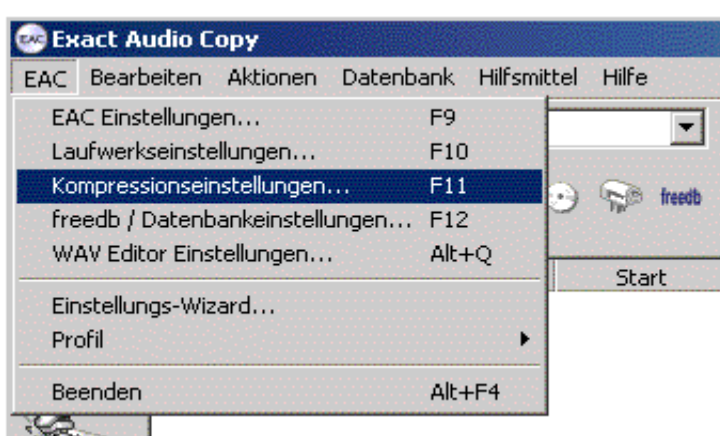 EAC Exact Audio Copy
EAC Bearbeiten Aktionen Datenbank Hilfsmittel Hilfe
EAC Einstellungen... F9
Laufwerkseinstellungen... F10
Kompressionseinstellungen... F11
freedb
freedb / Datenbankeinstellungen... F12
WAV Editor Einstellungen... Alt+Q
Start
Einstellungs-Wizard...
Profil
Beenden Alt+F4